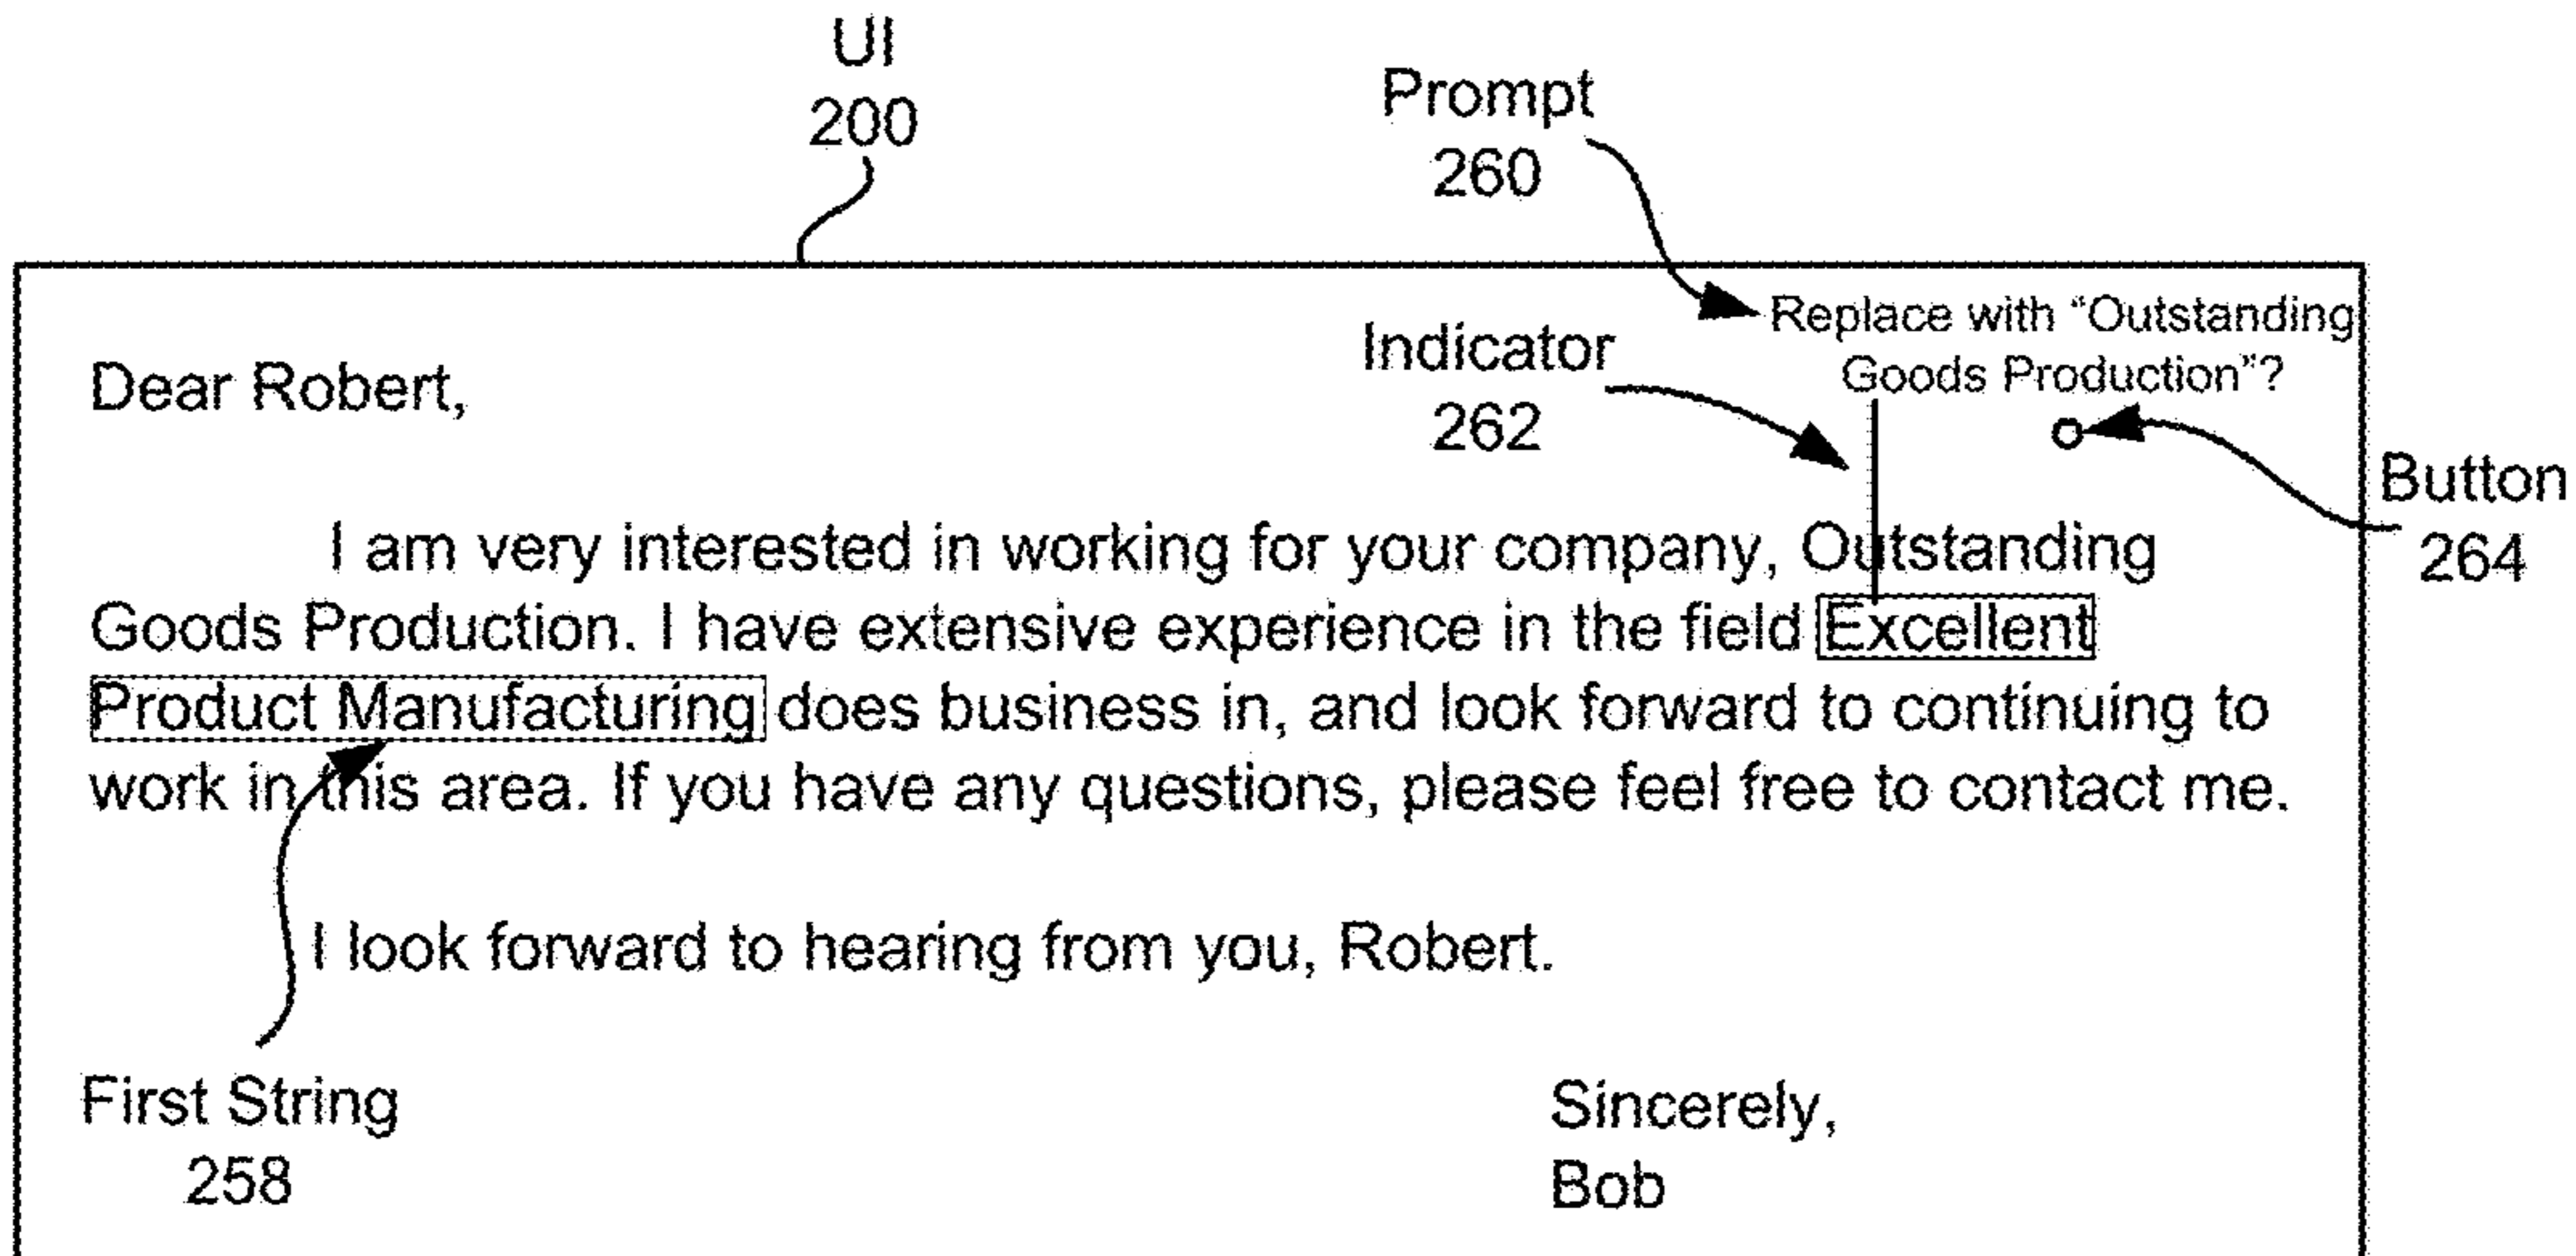 UI
200
Prompt
260
Replace with “Outstanding
Goods Production”?
Indicator
262
Button
264
Dear Robert,
I am very interested in working for your company, Outstanding
Goods Production. I have extensive experience in the field Excellent
Product Manufacturing does business in, and look forward to continuing to
work in this area. If you have any questions, please feel free to contact me.
I look forward to hearing from you, Robert.
First String
258
Sincerely,
Bob